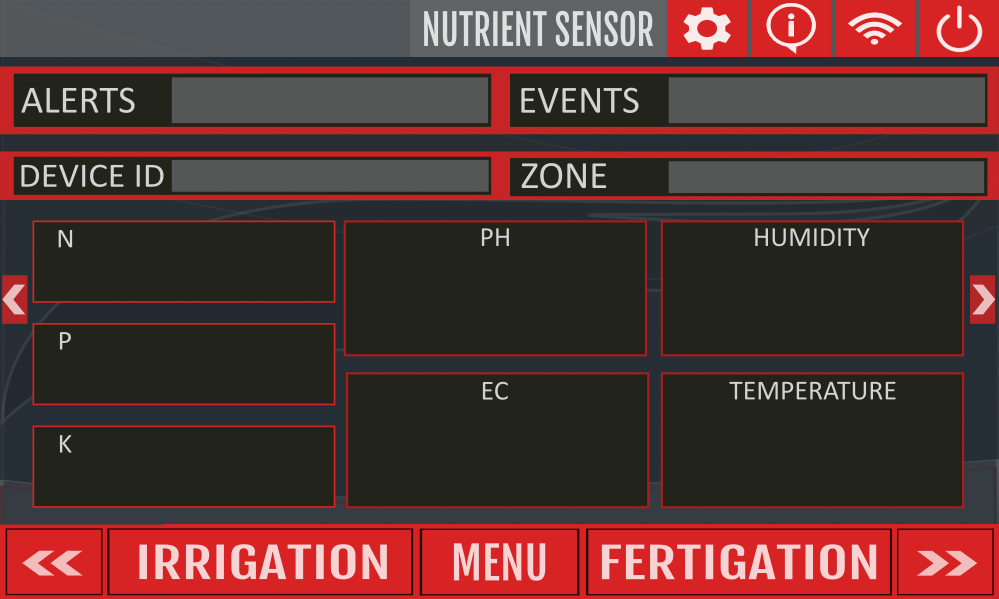 NUTRIENT SENSOR
ALERTS
EVENTS
DEVICE ID
ZONE
N
PH
HUMIDITY
P
K
EC
TEMPERATURE
IRRIGATION
MENU
FERTIGATION